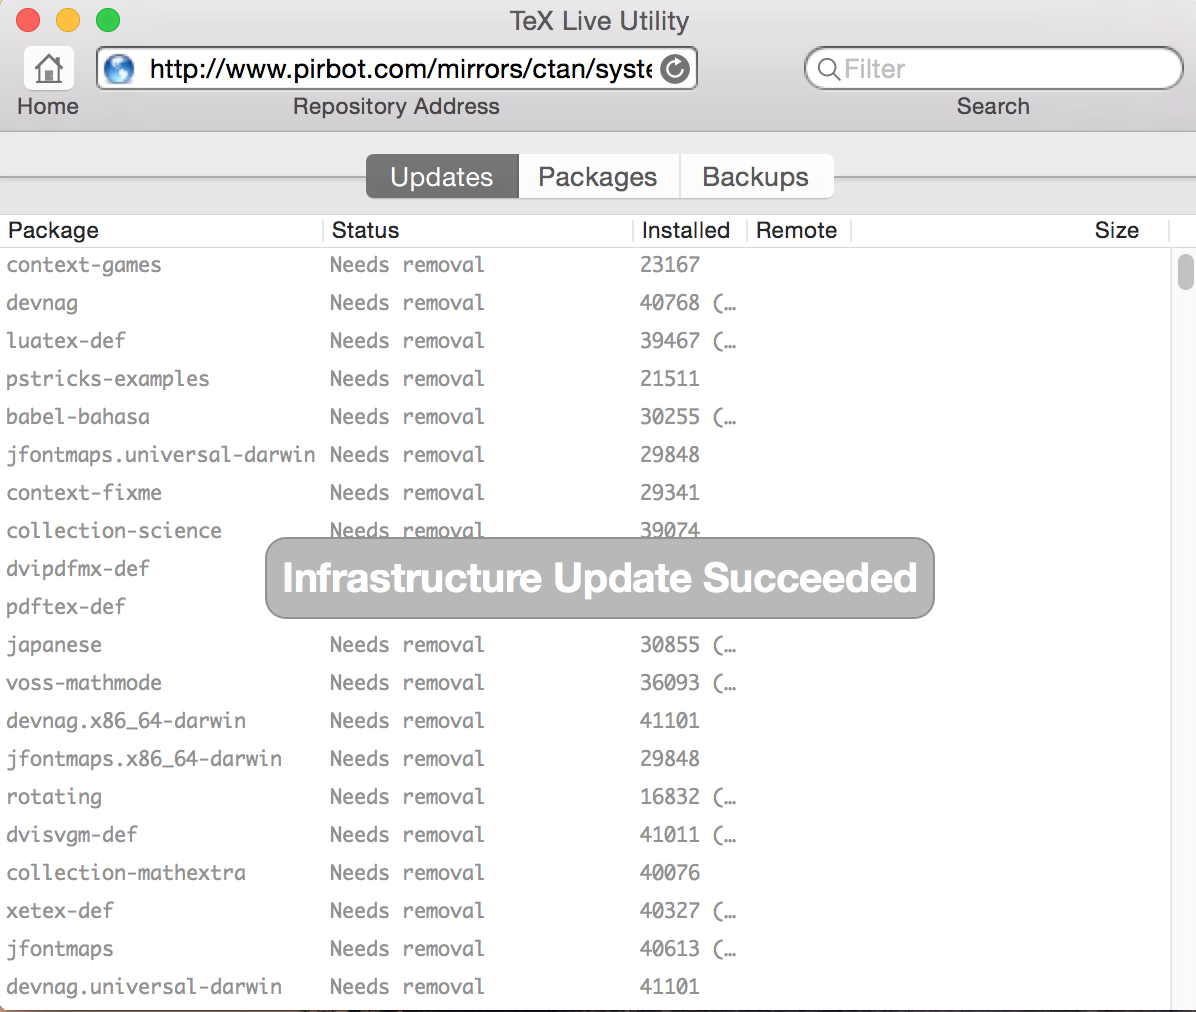 TeX Live Utility
http://www.pirbot.com/mirrors/ctan/syste
Filter
Home
Repository Address
Search
Updates Packages Backups
Package Status Installed Remote Size
context-games Needs removal 23167
devnag Needs removal 40768 (…
luatex-def Needs removal 39467 (…
pstricks-examples Needs removal 21511
babel-bahasa Needs removal 30255 (…
jfontmaps.universal-darwin Needs removal 29848
context-fixme Needs removal 29341
collection-science Needs removal 39074
dvipdfmx-def
Infrastructure Update Succeeded
pdftex-def
japanese Needs removal 30855 (…
voss-mathmode Needs removal 36093 (…
devnag.x86_64-darwin Needs removal 41101
jfontmaps.x86_64-darwin Needs removal 29848
rotating Needs removal 16832 (…
dvisvgm-def Needs removal 41011 (…
collection-mathextra Needs removal 40076
xetex-def Needs removal 40327 (…
jfontmaps Needs removal 40613 (…
devnag.universal-darwin Needs removal 41101